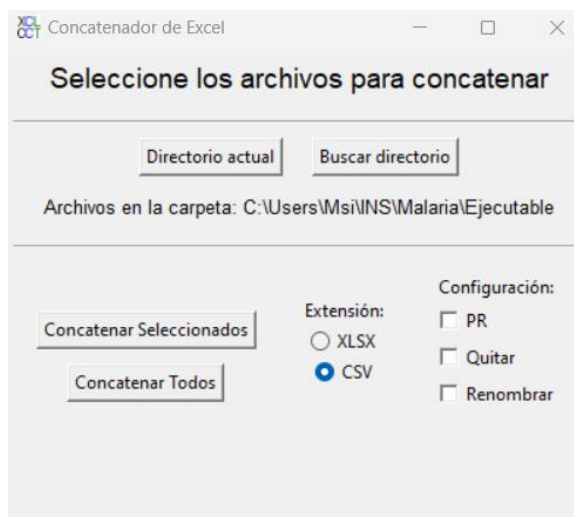 XCL
CCT
Concatenador de Excel
Seleccione los archivos para concatenar
Directorio actual
Buscar directorio
Archivos en la carpeta: C:\Users\Msi\INS\Malaria\Ejecutable
Configuración:
Extensión:
PR
Concatenar Seleccionados
XLSX
Quitar
CSV
Concatenar Todos
Renombrar